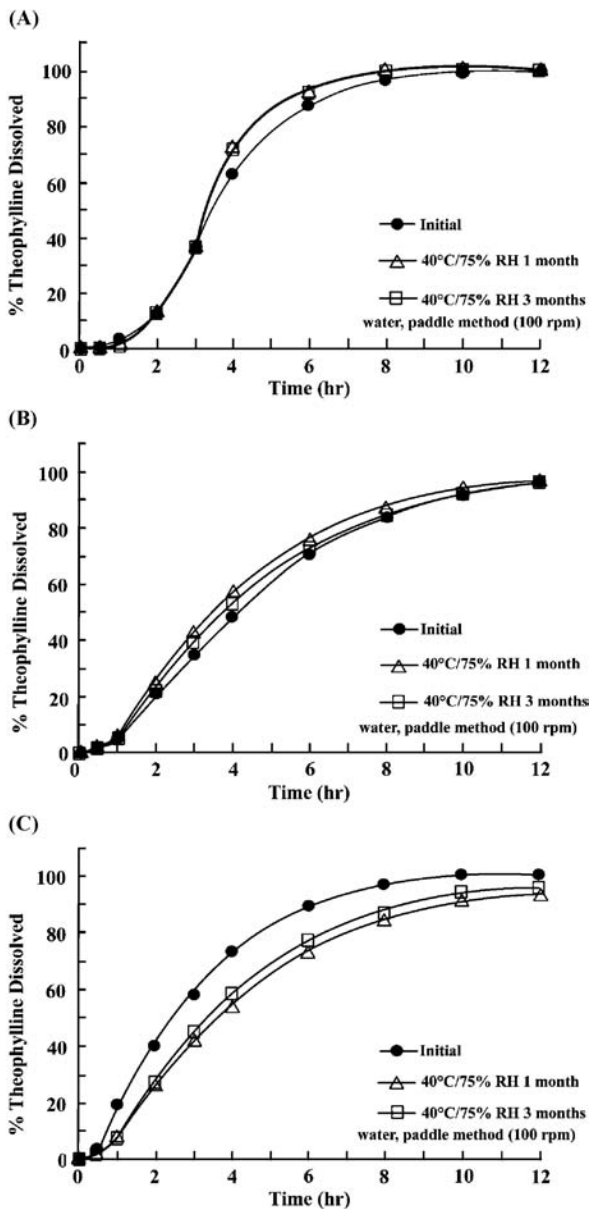 (A)
100
80
60
40
20
0
% Theophylline Dissolved
Initial
40°C/75% RH 1 month
40°C/75% RH 3 months
water, paddle method (100 rpm)
0 2 4 6 8 10 12
Time (hr)
(B)
100
80
60
40
20
0
% Theophylline Dissolved
Initial
40°C/75% RH 1 month
40°C/75% RH 3 months
water, paddle method (100 rpm)
0 2 4 6 8 10 12
Time (hr)
(C)
100
80
60
40
20
0
% Theophylline Dissolved
Initial
40°C/75% RH 1 month
40°C/75% RH 3 months
water, paddle method (100 rpm)
0 2 4 6 8 10 12
Time (hr)